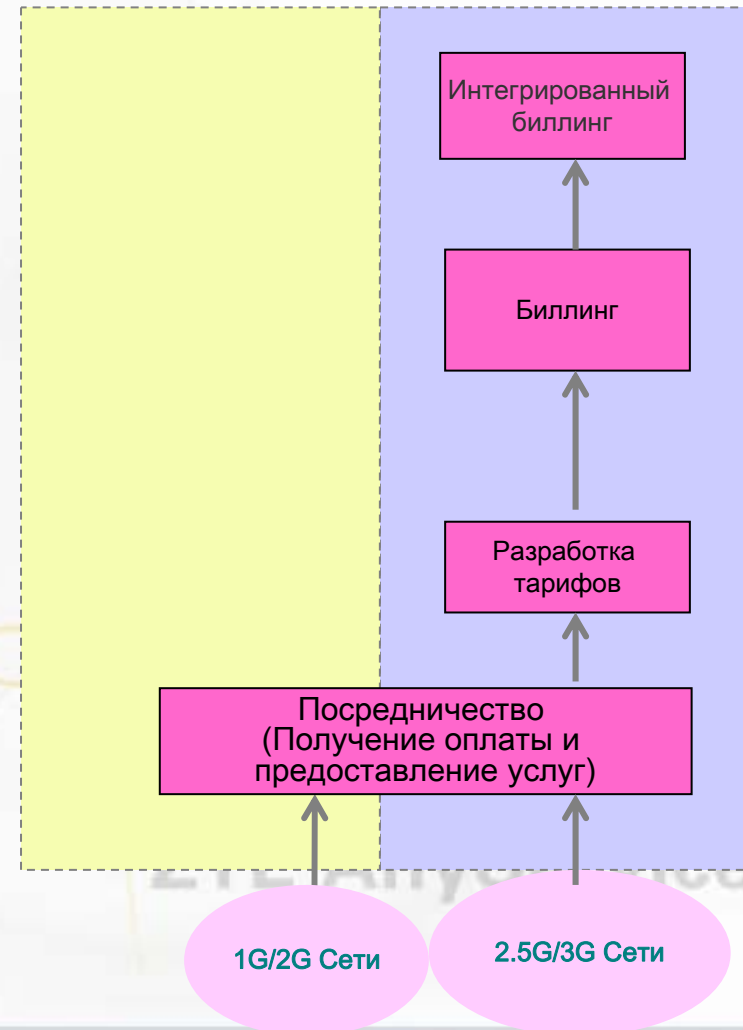 Интегрированный
биллинг
Биллинг
Разработка
тарифов
Посредничество
(Получение оплаты и
предоставление услуг)
1G/2G Сети
2.5G/3G Сети